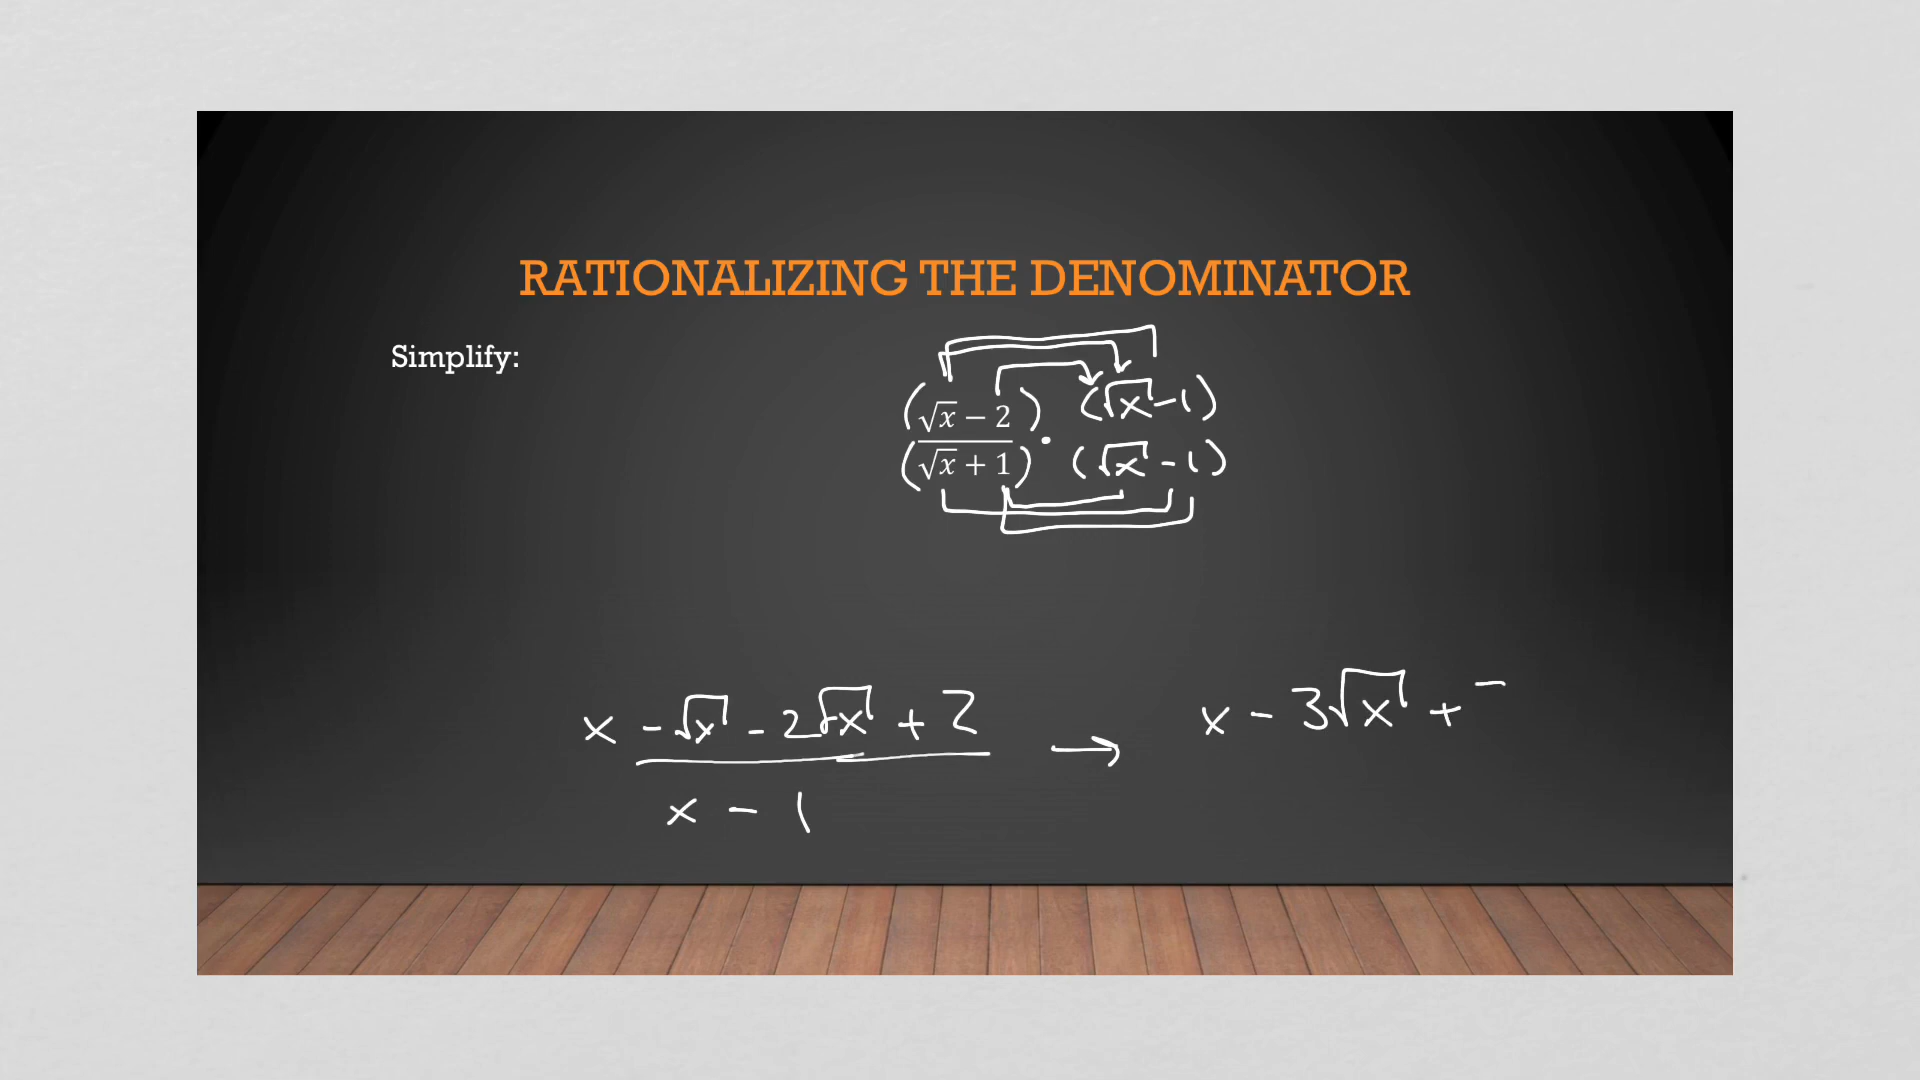 RATIONALIZING THE DENOMINATOR
Simplify:
(√x − 2) (√x − 1)
(√x + 1) · (√x − 1)
x − √x − 2√x + 2 → x − 3√x +
x − 1